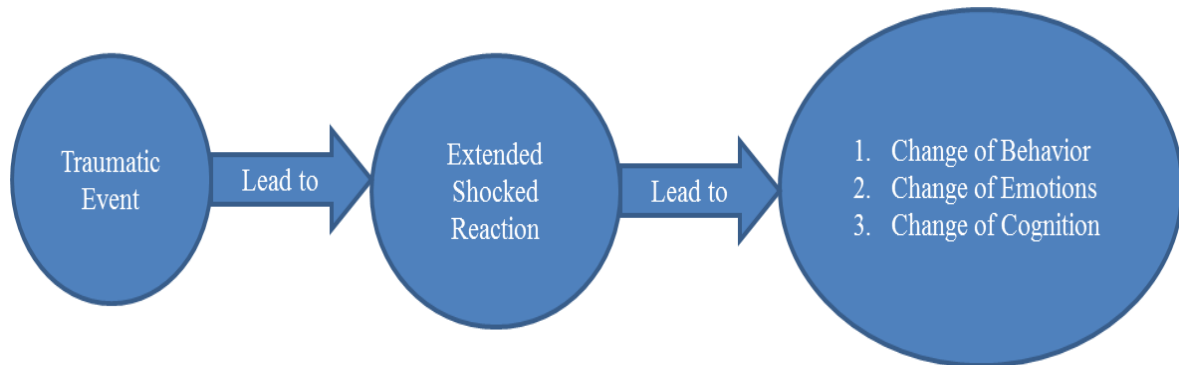 Traumatic
Event
Lead to
Extended
Shocked
Reaction
Lead to
1. Change of Behavior
2. Change of Emotions
3. Change of Cognition